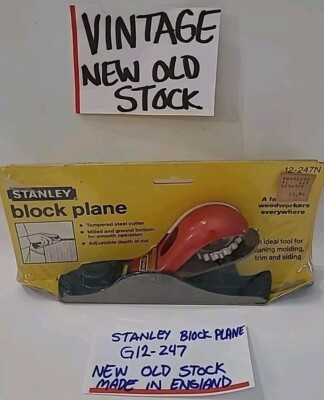 VINTAGE
NEW OLD
STOCK
12-247N
STANLEY
block plane
• Tempered steel cutter
• Milled and ground bottom
for smooth operation
• Adjustable depth of cut
woodworkers
everywhere
ideal tool for
molding,
trim and siding
STANLEY BLOCK PLANE
G12-247
NEW OLD STOCK
MADE IN ENGLAND